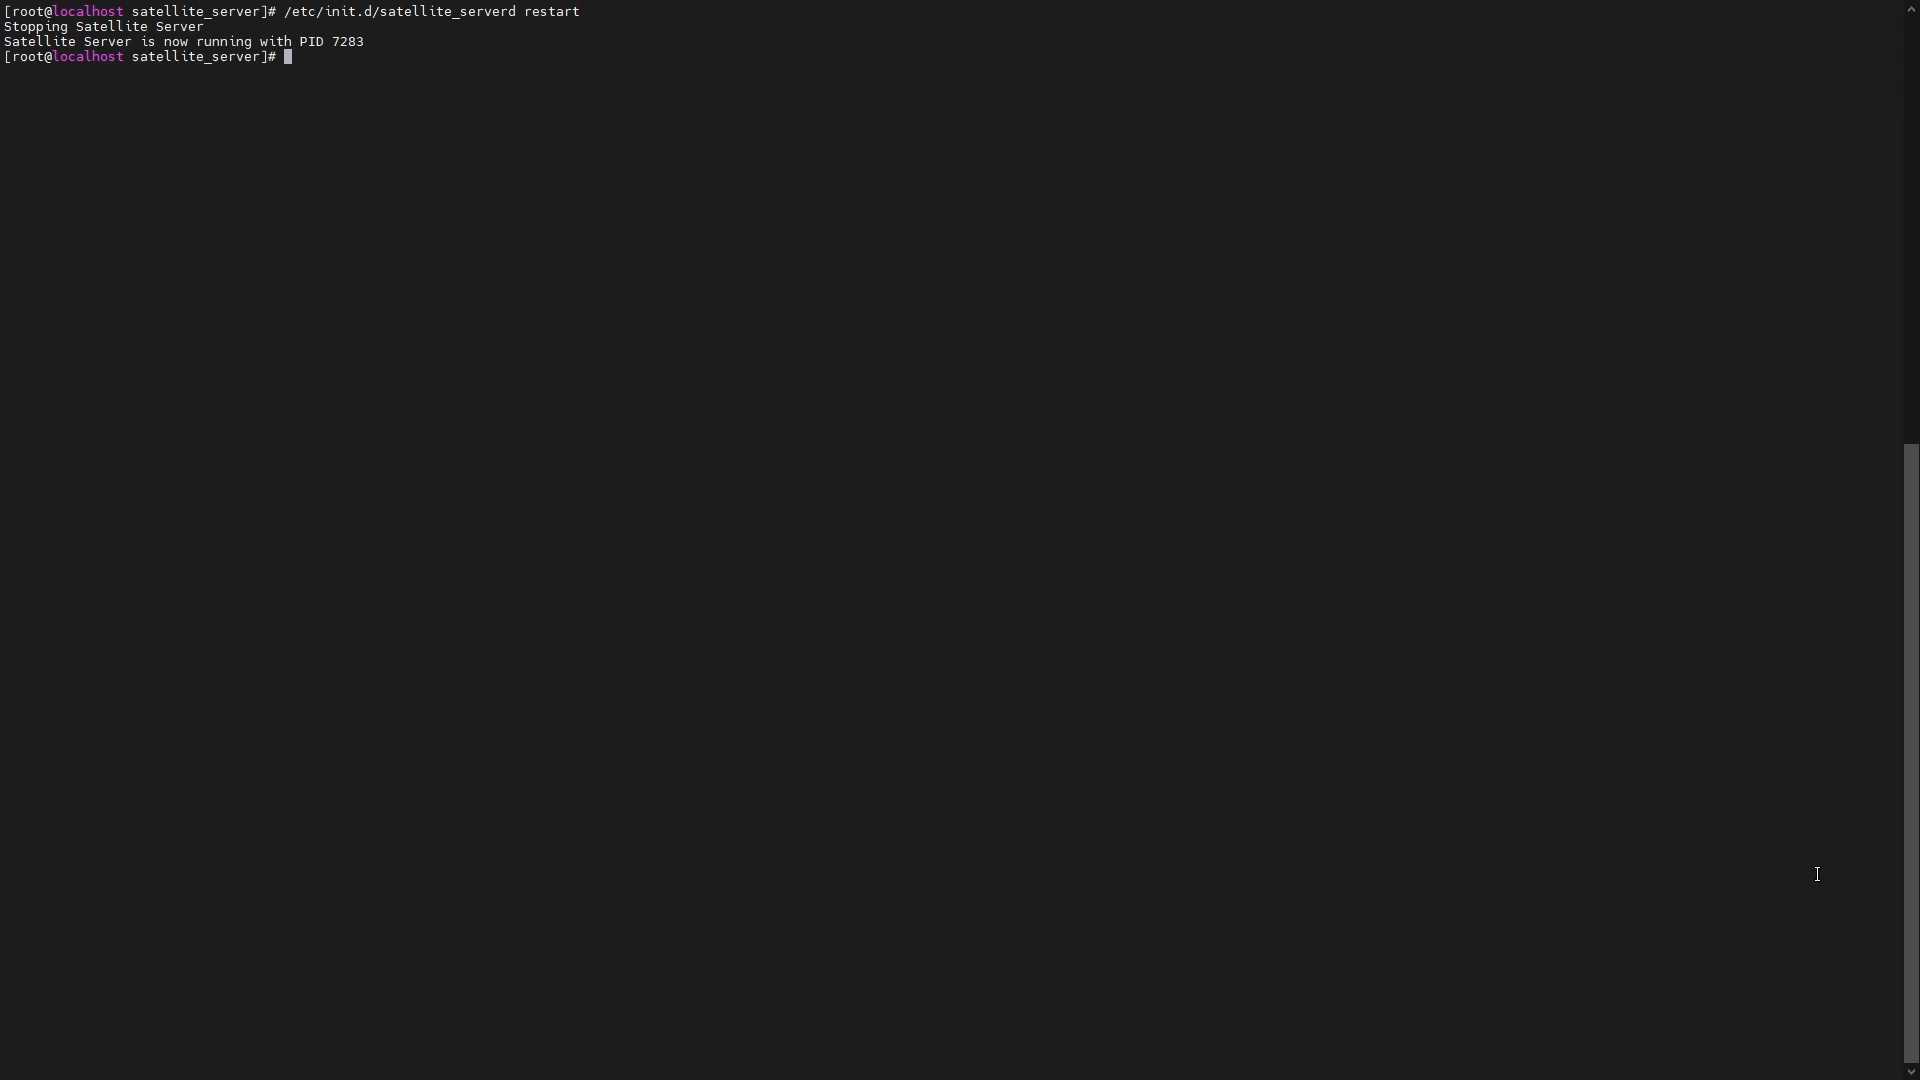 [root@localhost satellite_server]# /etc/init.d/satellite_serverd restart
Stopping Satellite Server
Satellite Server is now running with PID 7283
[root@localhost satellite_server]#